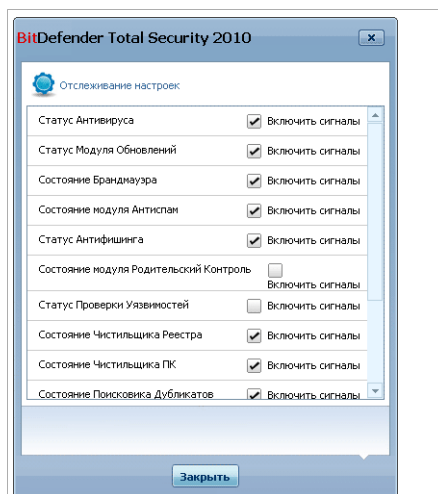 BitDefender Total Security 2010
Отслеживание настроек
Статус Антивируса Включить сигналы
Статус Модуля Обновлений Включить сигналы
Состояние Брандмауэра Включить сигналы
Состояние модуля Антиспам Включить сигналы
Статус Антифишинга Включить сигналы
Состояние модуля Родительский Контроль
Включить сигналы
Статус Проверки Уязвимостей Включить сигналы
Состояние Чистильщика Реестра Включить сигналы
Состояние Чистильщика ПК Включить сигналы
Состояние Поисковика Дубликатов Включить сигналы
Закрыть